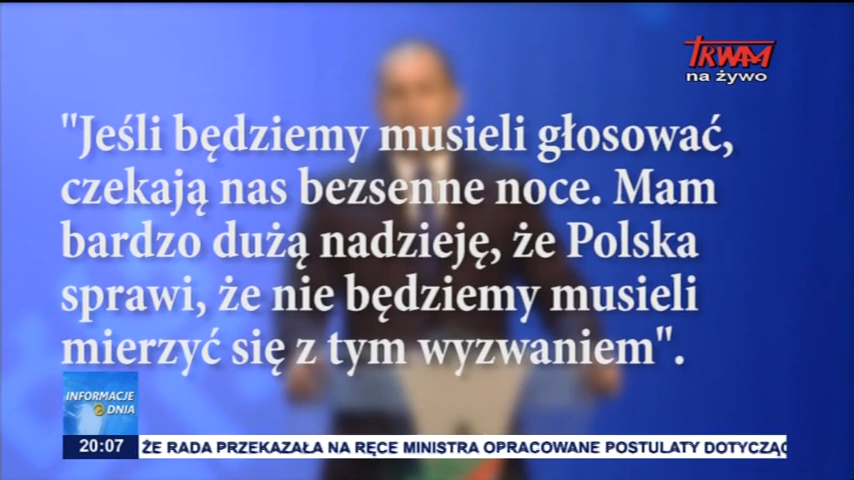 TRWAM
na żywo
"Jeśli będziemy musieli głosować,
czekają nas bezsenne noce. Mam
bardzo dużą nadzieję, że Polska
sprawi, że nie będziemy musieli
mierzyć się z tym wyzwaniem".
INFORMACJE
DNIA
20:07 ŻE RADA PRZEKAZAŁA NA RĘCE MINISTRA OPRACOWANE POSTULATY DOTYCZĄC